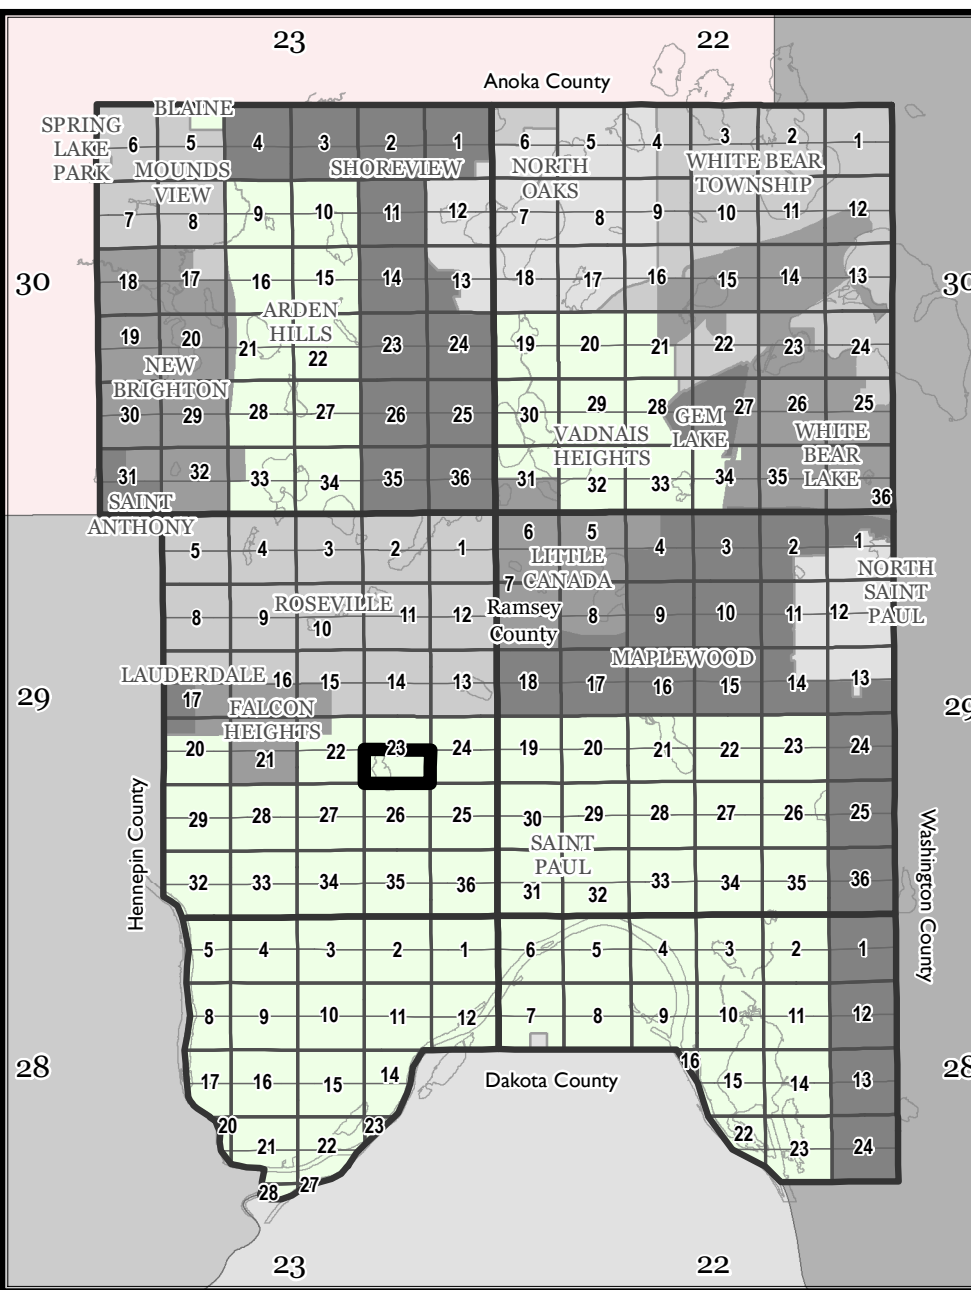 23 22
Anoka County
BLAINE
SPRING
LAKE
PARK
6 5 4 3 2 1 6 5 4 3 2 1
MOUNDS
VIEW
SHOREVIEW
NORTH
OAKS
WHITE BEAR
TOWNSHIP
7 8 9 10 11 12 7 8 9 10 11 12
30 18 17 16 15 14 13 18 17 16 15 14 13 30
ARDEN
HILLS
19 20 21 22 23 24 19 20 21 22 23 24
NEW
BRIGHTON
30 29 28 27 26 25 30 29 28 27 26 25
GEM
LAKE
VADNAIS
HEIGHTS
WHITE
BEAR
LAKE
31 32 33 34 35 36 31 32 33 34 35 36
SAINT
ANTHONY
5 4 3 2 1 6 5 4 3 2 1
LITTLE
CANADA
NORTH
SAINT
PAUL
8 9 10 11 12 7 8 9 10 11 12
ROSEVILLE
Ramsey
County
MAPLEWOOD
LAUDERDALE
29 17 16 15 14 13 18 17 16 15 14 13 29
FALCON
HEIGHTS
20 21 22 23 24 19 20 21 22 23 24
29 28 27 26 25 30 29 28 27 26 25
SAINT
PAUL
Hennepin County
Washington County
32 33 34 35 36 31 32 33 34 35 36
5 4 3 2 1 6 5 4 3 2 1
8 9 10 11 12 7 8 9 10 11 12
28 17 16 15 14 16 15 14 13 28
Dakota County
20 21 22 23 22 23 24
28 27
23 22